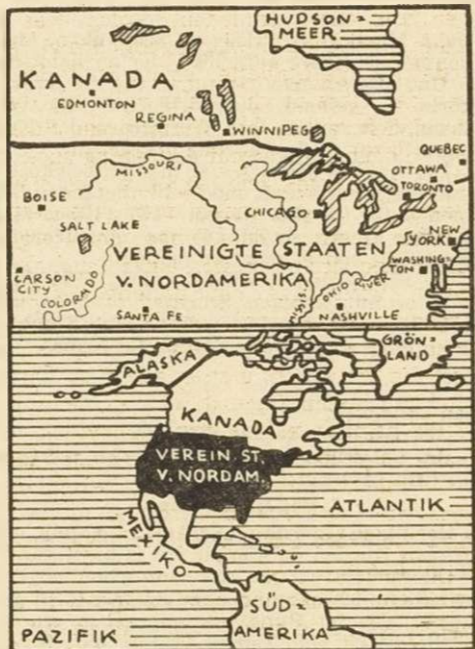 HUDSON=
MEER
KANADA
EDMONTON
REGINA
WINNIPEG
QUEBEC
MISSOURI
OTTAWA
TORONTO
BOISE
CHICAGO
SALT LAKE
NEW
YORK
VEREINIGTE STAATEN
V. NORDAMERIKA
WASHING=
TON
CARSON
CITY
COLORADO
MISSIS.
OHIO RIVER
SANTA FE
NASHVILLE
GRÖN=
LAND
ALASKA
KANADA
VEREIN. ST.
V. NORDAM.
ATLANTIK
MEXIKO
SÜD=
AMERIKA
PAZIFIK